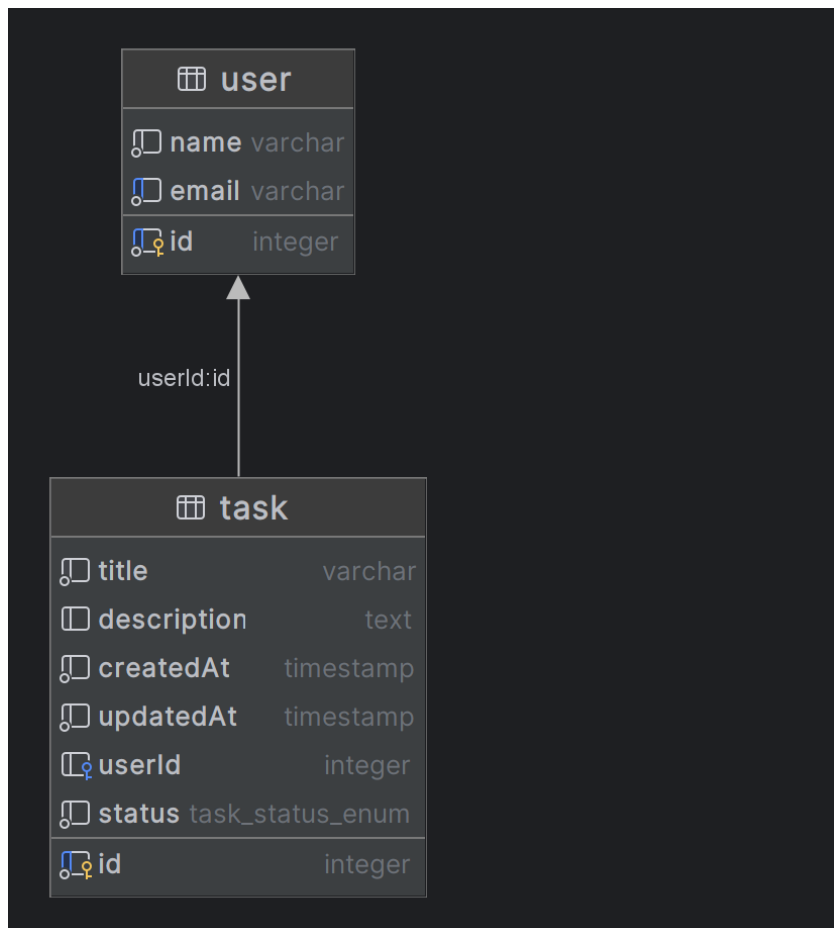 user
name varchar
email varchar
id integer
userId:id
task
title varchar
description text
createdAt timestamp
updatedAt timestamp
userId integer
status task_status_enum
id integer